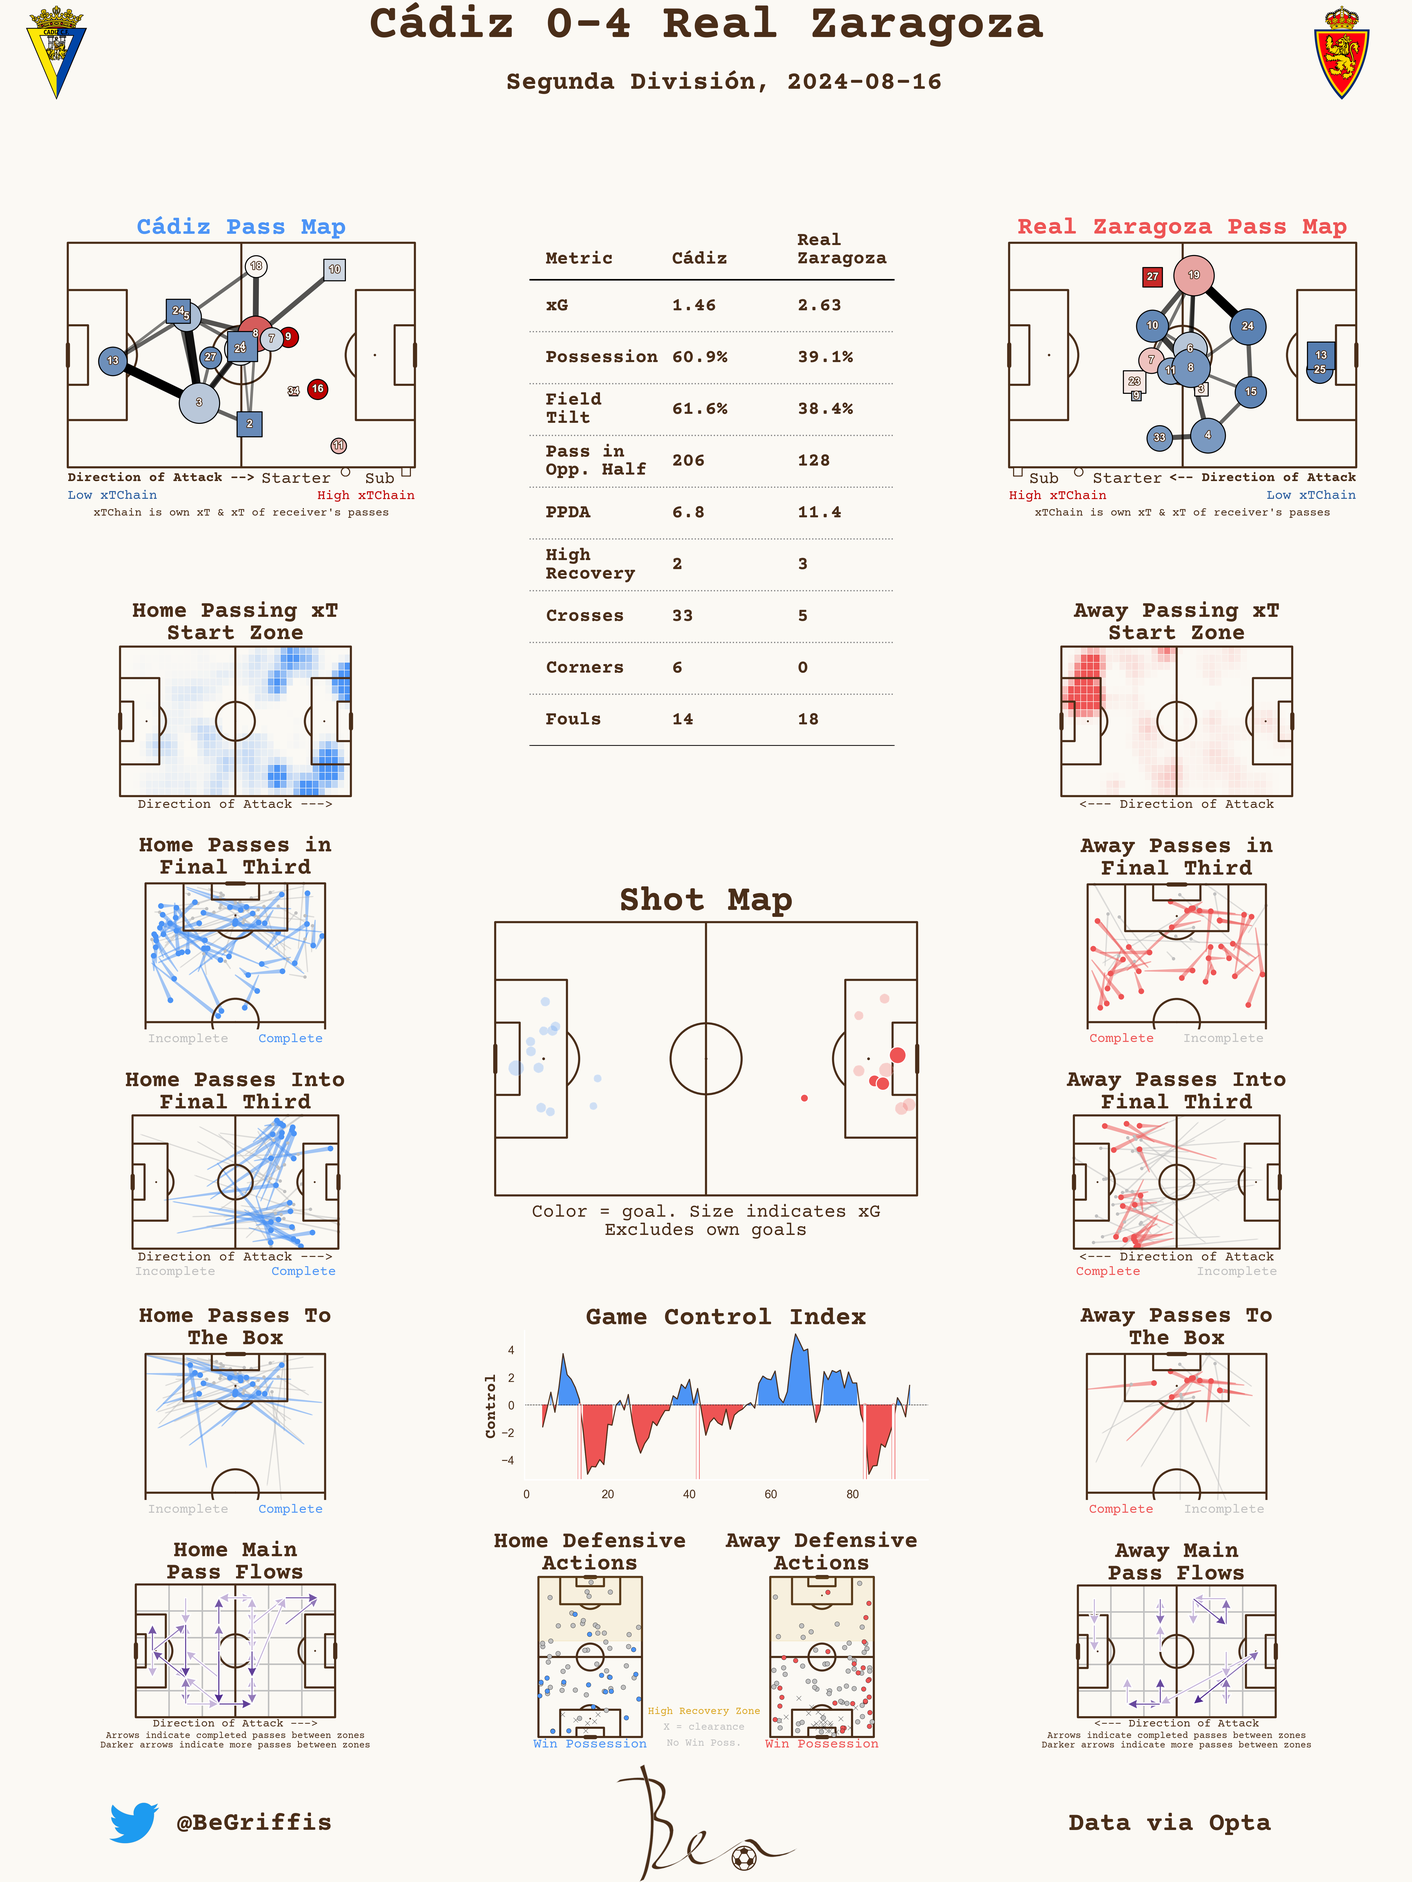 Cádiz 0-4 Real Zaragoza
Segunda División, 2024-08-16
Cádiz Pass Map
18
10
24
5
8
7
9
4
13
27
3
34
16
2
11
Direction of Attack --> Starter Sub
Low xTChain High xTChain
xTChain is own xT & xT of receiver's passes
Metric Cádiz Real Zaragoza
xG 1.46 2.63
Possession 60.9% 39.1%
Field Tilt 61.6% 38.4%
Pass in Opp. Half 206 128
PPDA 6.8 11.4
High Recovery 2 3
Crosses 33 5
Corners 6 0
Fouls 14 18
Real Zaragoza Pass Map
27
19
10
24
6
7
11
8
13
25
23
9
3
15
33
4
Sub Starter <-- Direction of Attack
High xTChain Low xTChain
xTChain is own xT & xT of receiver's passes
Home Passing xT
Start Zone
Direction of Attack --->
Away Passing xT
Start Zone
<--- Direction of Attack
Home Passes in
Final Third
Incomplete Complete
Away Passes in
Final Third
Complete Incomplete
Shot Map
Color = goal. Size indicates xG
Excludes own goals
Home Passes Into
Final Third
Direction of Attack --->
Incomplete Complete
Away Passes Into
Final Third
<--- Direction of Attack
Complete Incomplete
Home Passes To
The Box
Incomplete Complete
Game Control Index
Control
4
2
0
−2
−4
0 20 40 60 80
Away Passes To
The Box
Complete Incomplete
Home Main
Pass Flows
Direction of Attack --->
Arrows indicate completed passes between zones
Darker arrows indicate more passes between zones
Home Defensive
Actions
Win Possession
High Recovery Zone
X = clearance
No Win Poss.
Away Defensive
Actions
Win Possession
Away Main
Pass Flows
<--- Direction of Attack
Arrows indicate completed passes between zones
Darker arrows indicate more passes between zones
@BeGriffis
Ben
Data via Opta